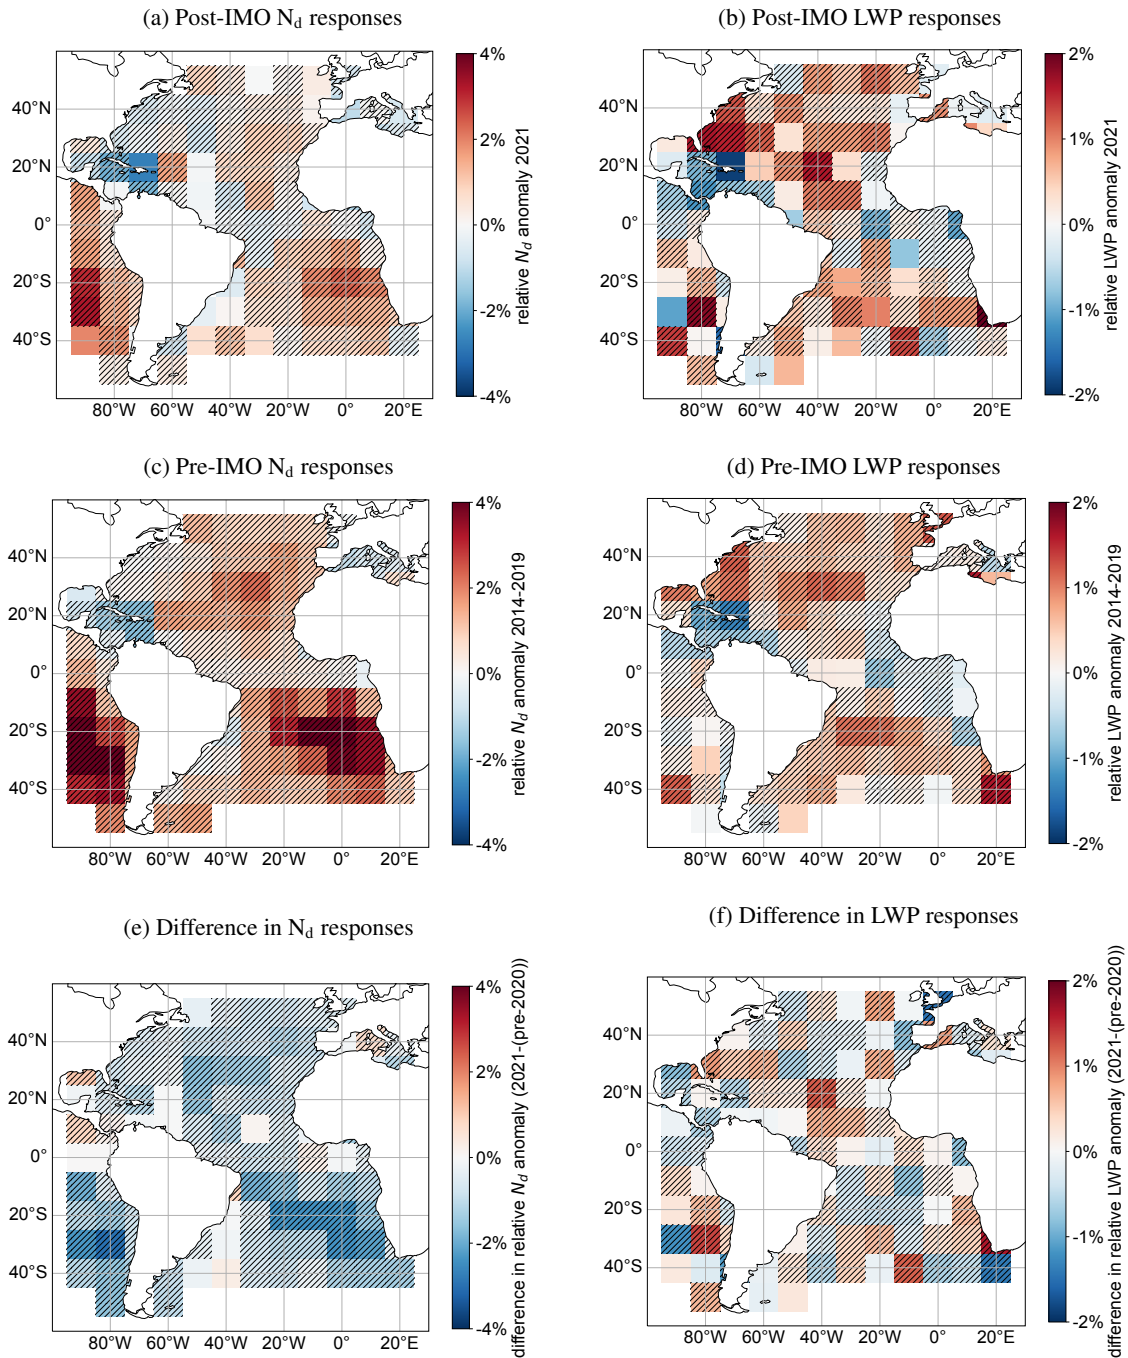 (a) Post-IMO Nd responses
(b) Post-IMO LWP responses
40°N
20°N
0°
20°S
40°S
80°W 60°W 40°W 20°W 0° 20°E
4%
2%
0%
-2%
-4%
relative Nd anomaly 2021
40°N
20°N
0°
20°S
40°S
80°W 60°W 40°W 20°W 0° 20°E
2%
1%
0%
-1%
-2%
relative LWP anomaly 2021
(c) Pre-IMO Nd responses
(d) Pre-IMO LWP responses
40°N
20°N
0°
20°S
40°S
80°W 60°W 40°W 20°W 0° 20°E
4%
2%
0%
-2%
-4%
relative Nd anomaly 2014-2019
40°N
20°N
0°
20°S
40°S
80°W 60°W 40°W 20°W 0° 20°E
2%
1%
0%
-1%
-2%
relative LWP anomaly 2014-2019
(e) Difference in Nd responses
(f) Difference in LWP responses
40°N
20°N
0°
20°S
40°S
80°W 60°W 40°W 20°W 0° 20°E
4%
2%
0%
-2%
-4%
difference in relative Nd anomaly (2021-(pre-2020))
40°N
20°N
0°
20°S
40°S
80°W 60°W 40°W 20°W 0° 20°E
2%
1%
0%
-1%
-2%
difference in relative LWP anomaly (2021-(pre-2020))